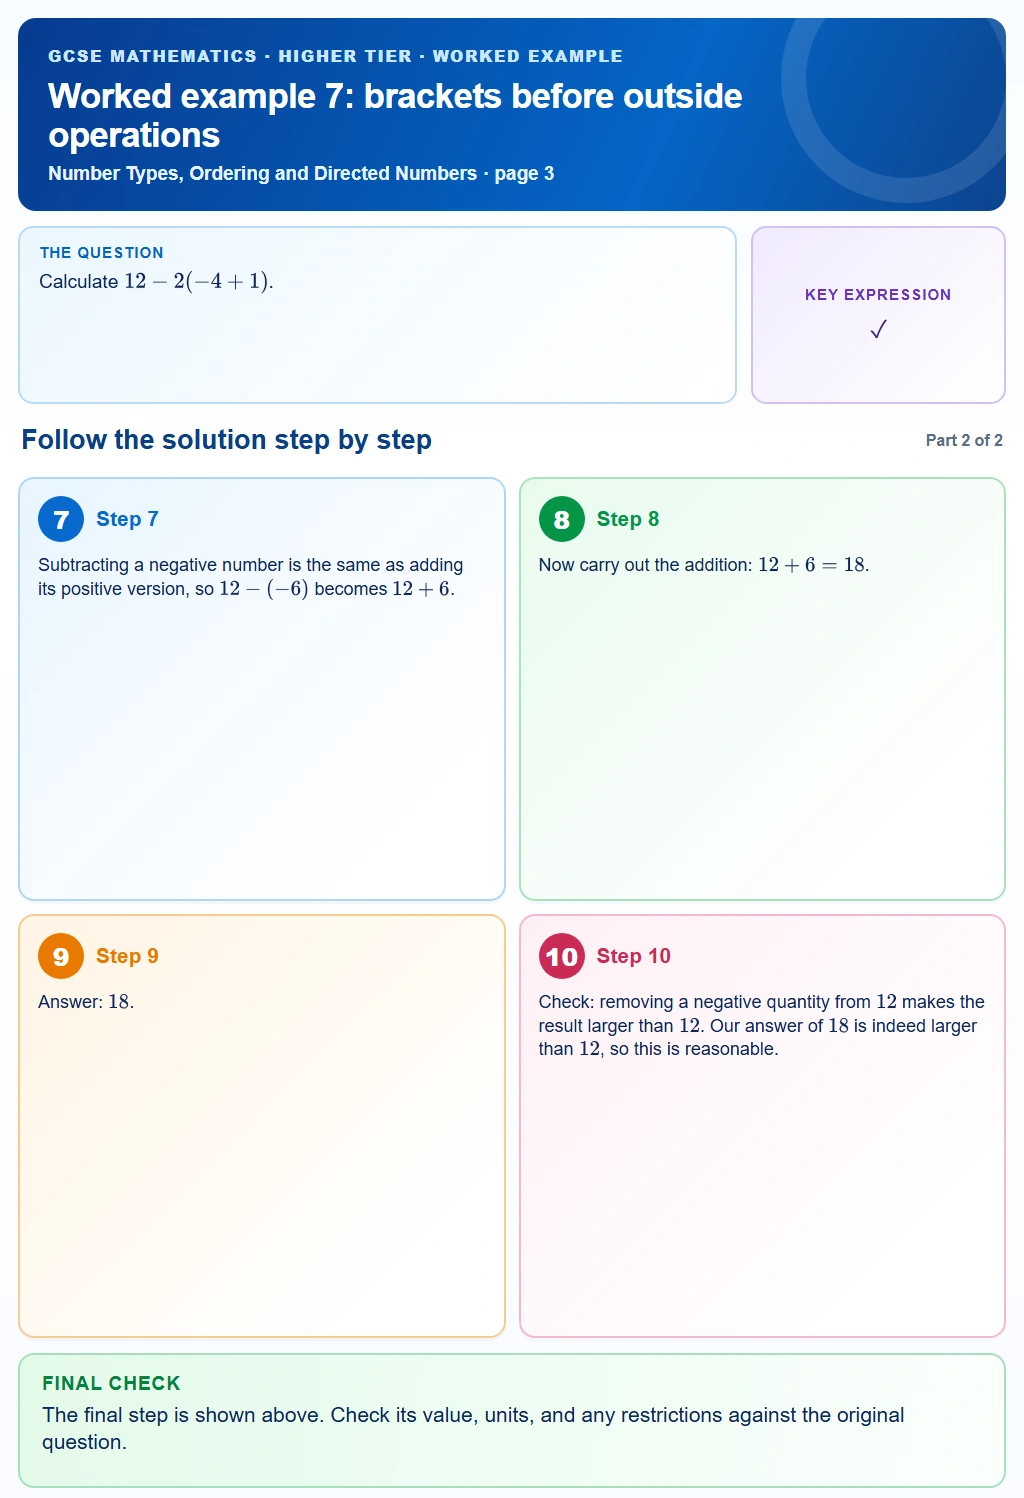 GCSE MATHEMATICS · HIGHER TIER · WORKED EXAMPLE
Worked example 7: brackets before outside
operations
Number Types, Ordering and Directed Numbers · page 3
THE QUESTION
Calculate 12 − 2(−4 + 1).
KEY EXPRESSION
✓
Follow the solution step by step
Part 2 of 2
7 Step 7
Subtracting a negative number is the same as adding
its positive version, so 12 − (−6) becomes 12 + 6.
8 Step 8
Now carry out the addition: 12 + 6 = 18.
9 Step 9
Answer: 18.
10 Step 10
Check: removing a negative quantity from 12 makes the
result larger than 12. Our answer of 18 is indeed larger
than 12, so this is reasonable.
FINAL CHECK
The final step is shown above. Check its value, units, and any restrictions against the original
question.